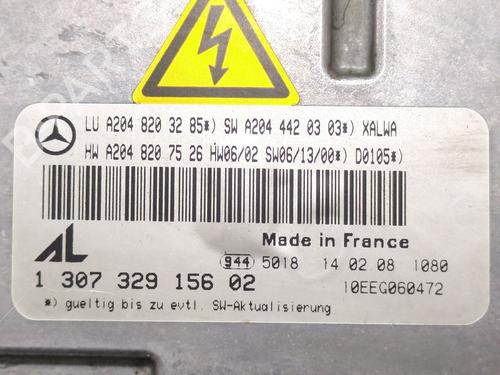 LU A204 820 32 85*) SW A204 442 03 03*) XALWA
HW A204 820 75 26 HW06/02 SW06/13/00*) D0105*)
AL Made in France
944 5018 14 02 08 1080
1 307 329 156 02 10EEG060472
*) gueltig bis zu evtl. SW-Aktualisierung